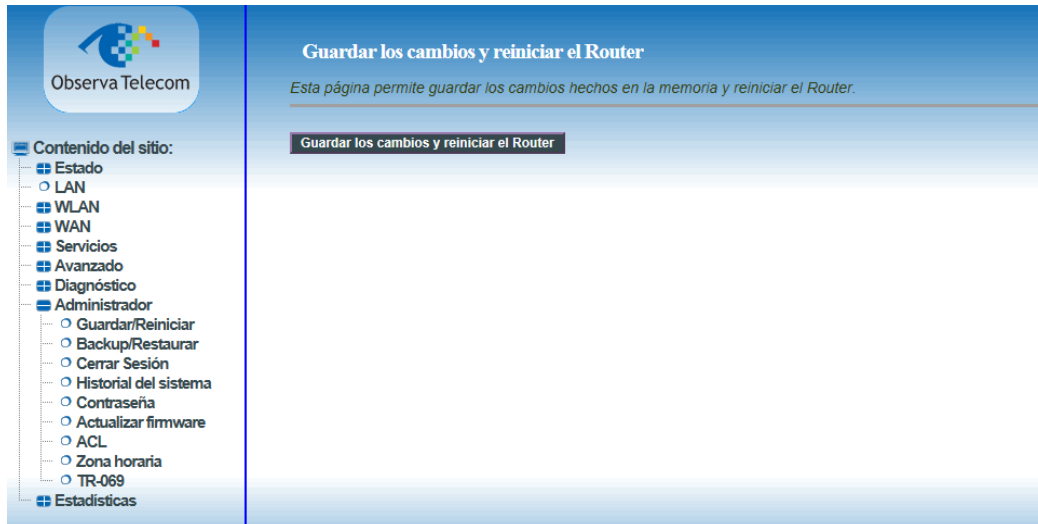 Observa Telecom
Contenido del sitio:
Estado
LAN
WLAN
WAN
Servicios
Avanzado
Diagnóstico
Administrador
Guardar/Reiniciar
Backup/Restaurar
Cerrar Sesión
Historial del sistema
Contraseña
Actualizar firmware
ACL
Zona horaria
TR-069
Estadísticas
Guardar los cambios y reiniciar el Router
Esta página permite guardar los cambios hechos en la memoria y reiniciar el Router.
Guardar los cambios y reiniciar el Router